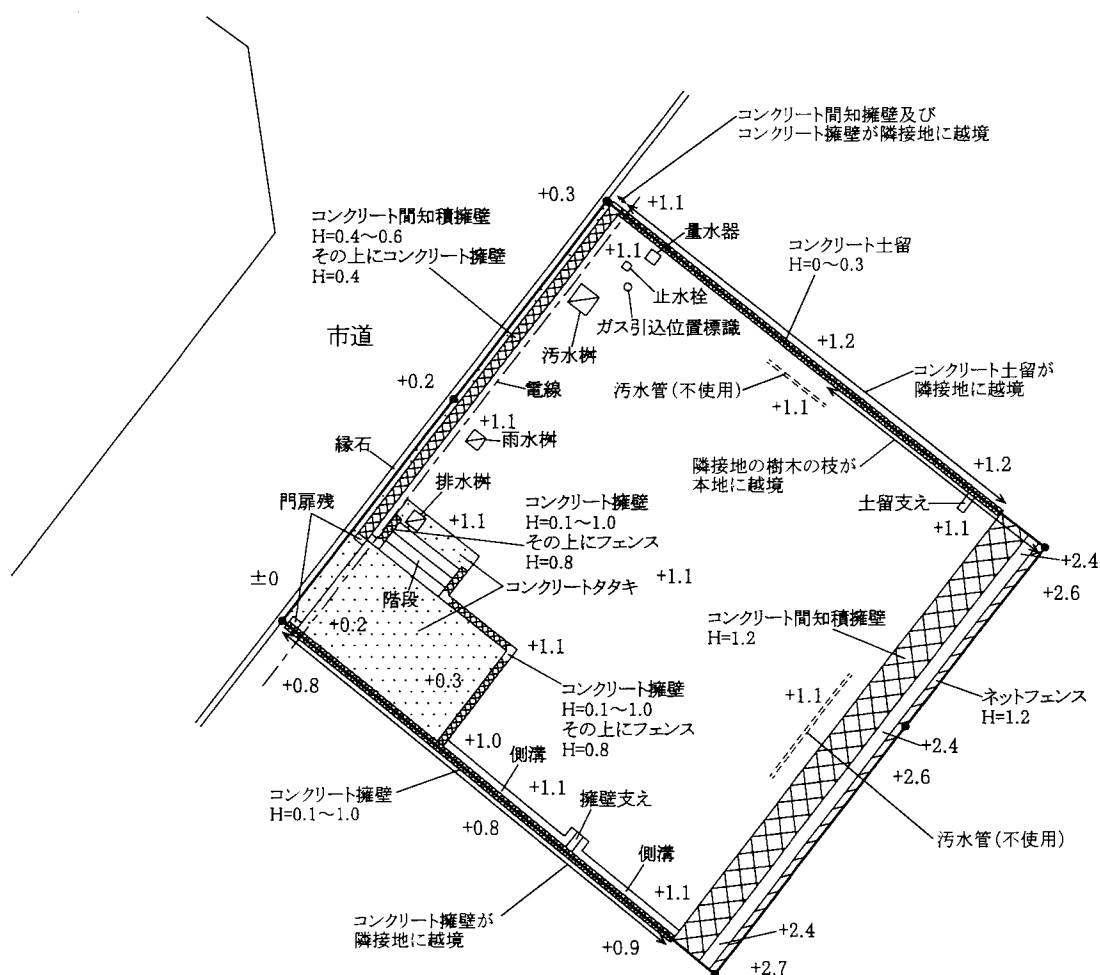 コンクリート間知擁壁及び
コンクリート擁壁が隣接地に越境
+0.3
+1.1
コンクリート間知積擁壁
H=0.4～0.6
その上にコンクリート擁壁
H=0.4
量水器
+1.1
コンクリート土留
H=0～0.3
止水栓
ガス引込位置標識
市道
汚水桝
+1.2
+0.2
電線
汚水管(不使用)
コンクリート土留が
隣接地に越境
+1.1
+1.1
縁石
雨水桝
隣接地の樹木の枝が
本地に越境
+1.2
排水桝
門扉残
コンクリート擁壁
H=0.1～1.0
その上にフェンス
H=0.8
土留支え
+1.1
+1.1
+2.4
±0
階段
コンクリートタタキ
+1.1
+2.6
+0.2
コンクリート間知積擁壁
H=1.2
+1.1
+0.8
+0.3
コンクリート擁壁
H=0.1～1.0
その上にフェンス
H=0.8
+1.1
ネットフェンス
H=1.2
+1.0
+2.4
側溝
+2.6
コンクリート擁壁
H=0.1～1.0
+1.1
+0.8
擁壁支え
汚水管(不使用)
側溝
+1.1
コンクリート擁壁が
隣接地に越境
+0.9
+2.4
+2.7